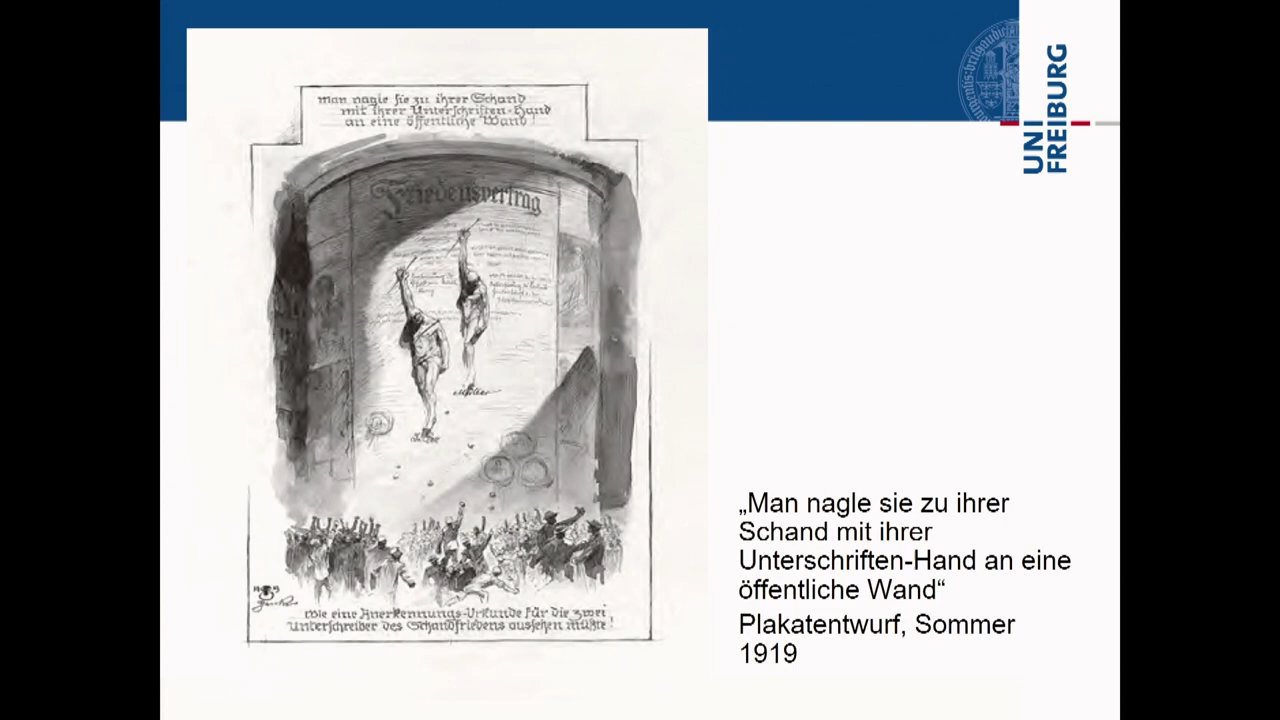 UNI
FREIBURG
Man nagle sie zu ihrer Schand
mit ihrer Unterschriften-Hand
an eine öffentliche Wand!
Friedensvertrag
Müller
Wie eine Anerkennungs-Urkunde für die zwei
Unterschreiber des Schandfriedens aussehen müßte!
„Man nagle sie zu ihrer
Schand mit ihrer
Unterschriften-Hand an eine
öffentliche Wand“
Plakatentwurf, Sommer
1919